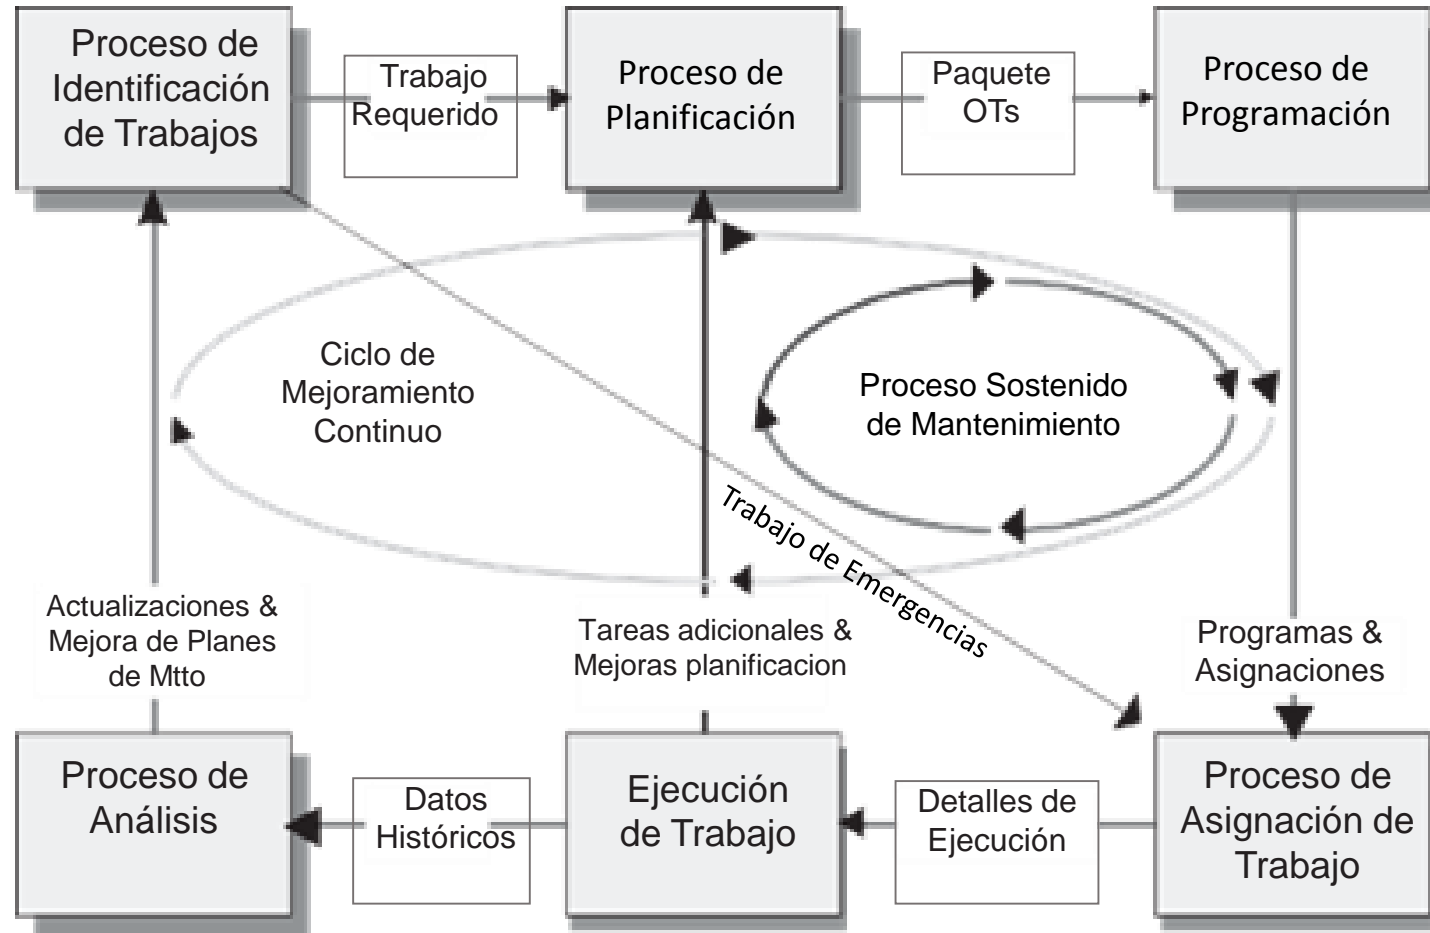 Proceso de
Identificación
de Trabajos
Trabajo
Requerido
Proceso de
Planificación
Paquete
OTs
Proceso de
Programación
Ciclo de
Mejoramiento
Continuo
Proceso Sostenido
de Mantenimiento
Trabajo de Emergencias
Actualizaciones &
Mejora de Planes
de Mtto
Tareas adicionales &
Mejoras planificacion
Programas &
Asignaciones
Proceso de
Análisis
Datos
Históricos
Ejecución
de Trabajo
Detalles de
Ejecución
Proceso de
Asignación de
Trabajo